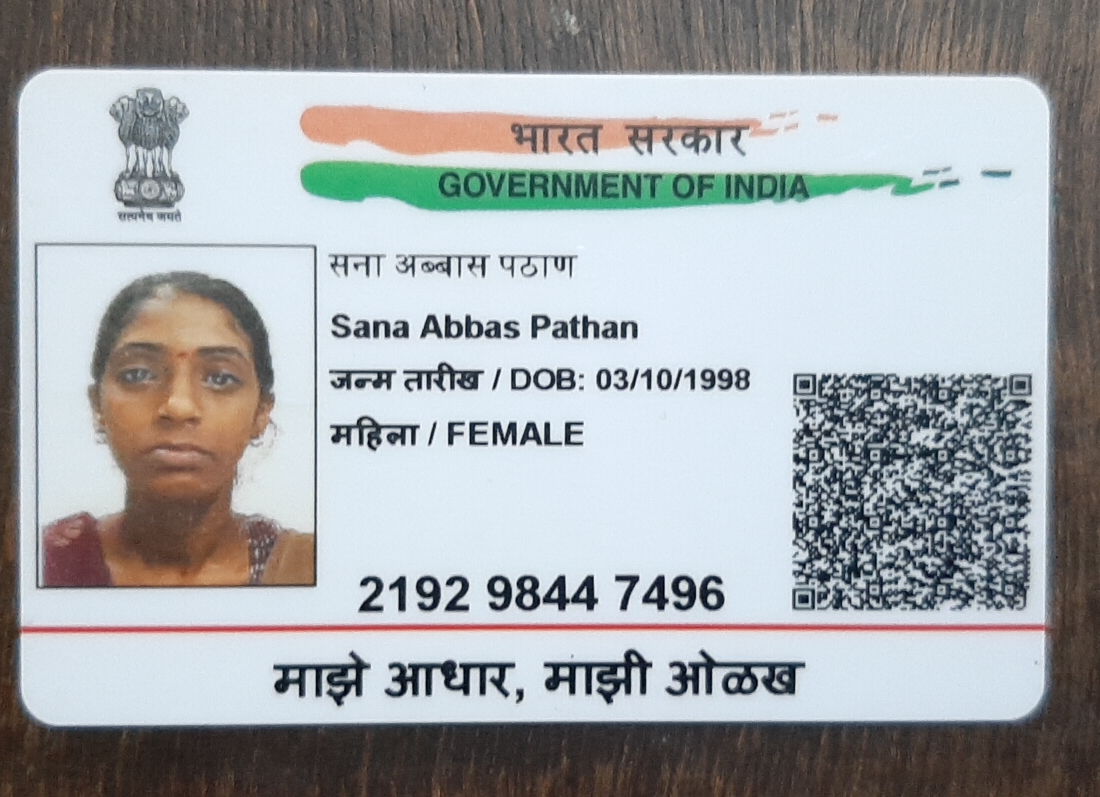 सत्यमेव जयते
भारत सरकार
GOVERNMENT OF INDIA
सना अब्बास पठाण
Sana Abbas Pathan
जन्म तारीख / DOB: 03/10/1998
महिला / FEMALE
2192 9844 7496
माझे आधार, माझी ओळख